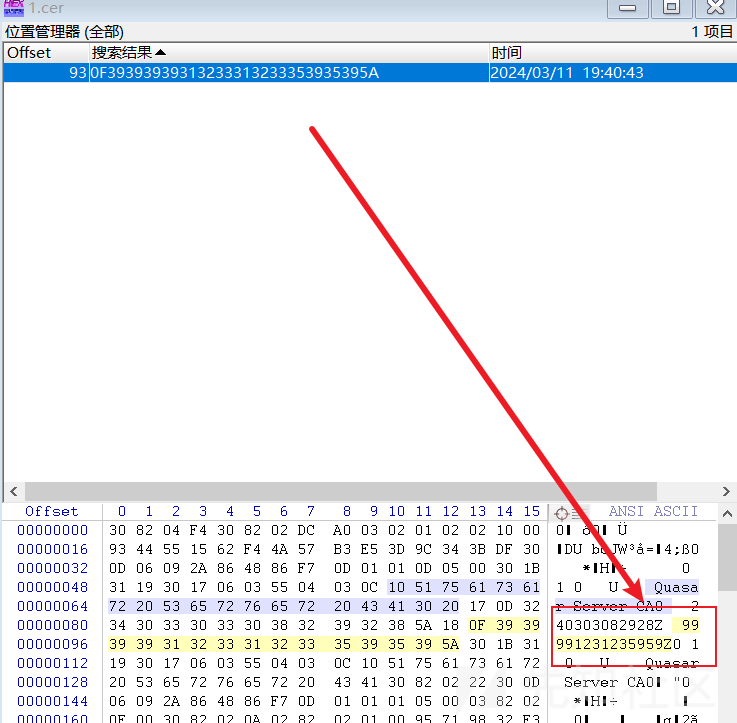 1.cer
位置管理器 (全部) 1 项目
Offset 搜索结果 时间
93 0F39393939313233313233353935395A 2024/03/11 19:40:43
Offset 0 1 2 3 4 5 6 7 8 9 10 11 12 13 14 15 ANSI ASCII
00000000 30 82 04 F4 30 82 02 DC A0 03 02 01 02 02 10 00 0 ô0 Ü
00000016 93 44 55 15 62 F4 4A 57 B3 E5 3D 9C 34 3B DF 30 DU bôJW³å= 4;ß0
00000032 0D 06 09 2A 86 48 86 F7 0D 01 01 0D 05 00 30 1B * H ÷ 0
00000048 31 19 30 17 06 03 55 04 03 0C 10 51 75 61 73 61 1 0 U Quasa
00000064 72 20 53 65 72 76 65 72 20 43 41 30 20 17 0D 32 r Server CA0 2
00000080 34 30 33 30 33 30 38 32 39 32 38 5A 18 0F 39 39 40303082928Z 99
00000096 39 39 31 32 33 31 32 33 35 39 35 39 5A 30 1B 31 991231235959Z0 1
00000112 19 30 17 06 03 55 04 03 0C 10 51 75 61 73 61 72 0 U Quasar
00000128 20 53 65 72 76 65 72 20 43 41 30 82 02 22 30 0D Server CA0 "0
00000144 06 09 2A 86 48 86 F7 0D 01 01 01 05 00 03 82 02 * H ÷
00000160 0F 00 30 82 02 0A 02 82 02 01 00 95 71 98 32 F3